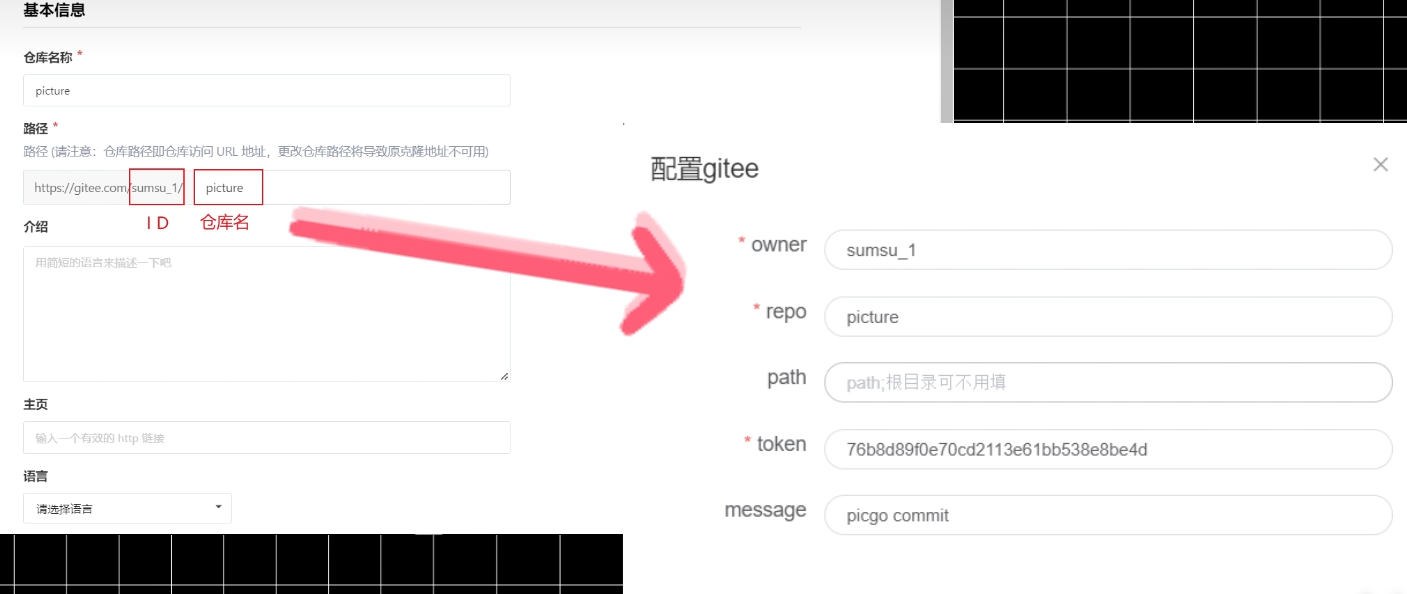 基本信息
仓库名称 *
picture
路径 *
路径 (请注意：仓库路径即仓库访问 URL 地址，更改仓库路径将导致原克隆地址不可用)
https://gitee.com/sumsu_1/ picture
I D 仓库名
介绍
用简短的语言来描述一下吧
主页
输入一个有效的 http 链接
语言
请选择语言
配置gitee
* owner sumsu_1
* repo picture
path path;根目录可不用填
* token 76b8d89f0e70cd2113e61bb538e8be4d
message picgo commit